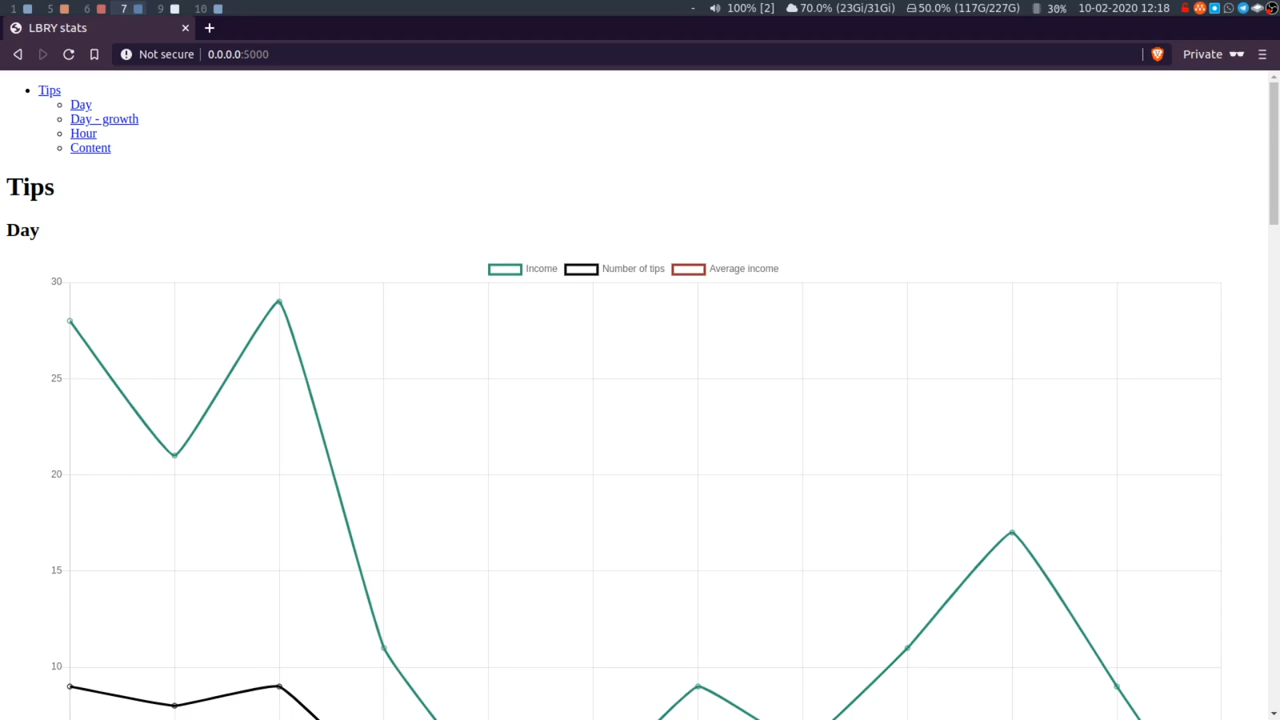 1 5 6 7 9 10 - 100% [2] 70.0% (23Gi/31Gi) 50.0% (117G/227G) 30% 10-02-2020 12:18
LBRY stats
Not secure 0.0.0.0:5000 Private
Tips
Day
Day - growth
Hour
Content
Tips
Day
Income Number of tips Average income
30
25
20
15
10